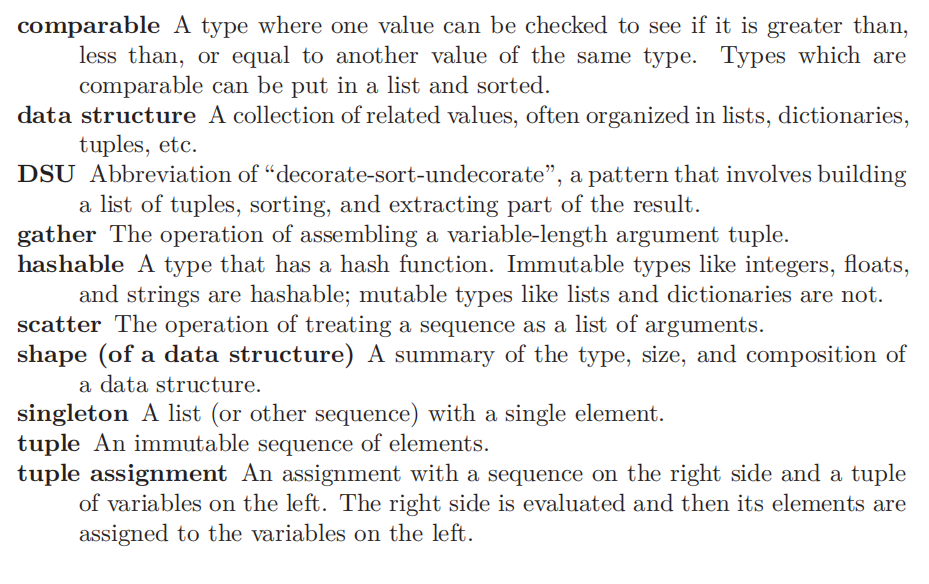 comparable A type where one value can be checked to see if it is greater than,
less than, or equal to another value of the same type. Types which are
comparable can be put in a list and sorted.
data structure A collection of related values, often organized in lists, dictionaries,
tuples, etc.
DSU Abbreviation of “decorate-sort-undecorate”, a pattern that involves building
a list of tuples, sorting, and extracting part of the result.
gather The operation of assembling a variable-length argument tuple.
hashable A type that has a hash function. Immutable types like integers, floats,
and strings are hashable; mutable types like lists and dictionaries are not.
scatter The operation of treating a sequence as a list of arguments.
shape (of a data structure) A summary of the type, size, and composition of
a data structure.
singleton A list (or other sequence) with a single element.
tuple An immutable sequence of elements.
tuple assignment An assignment with a sequence on the right side and a tuple
of variables on the left. The right side is evaluated and then its elements are
assigned to the variables on the left.